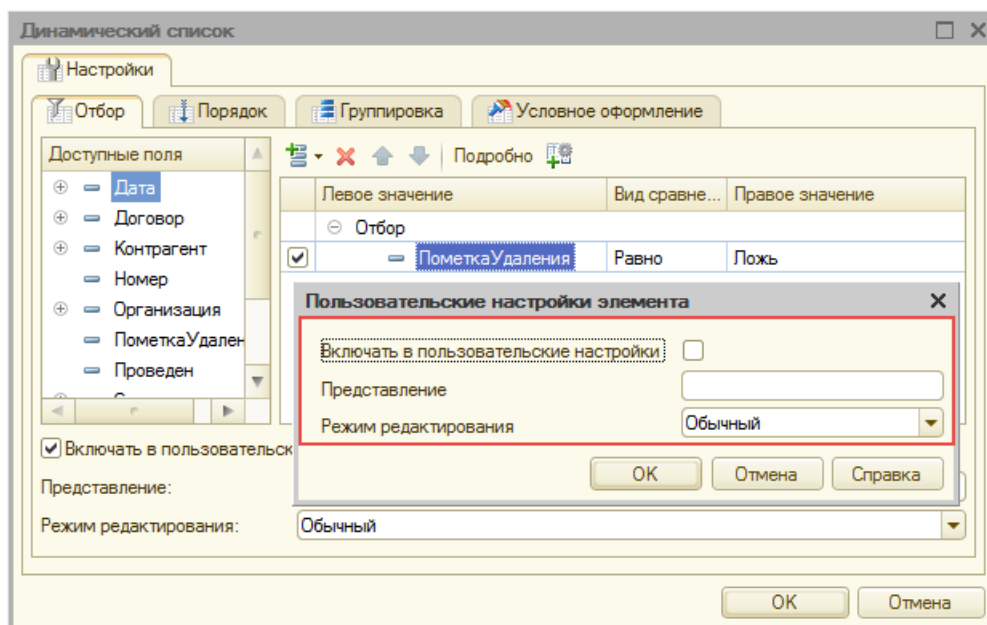 Динамический список
Настройки
Отбор Порядок Группировка Условное оформление
Доступные поля
Подробно
Дата
Договор
Контрагент
Номер
Организация
ПометкаУдален
Проведен
Левое значение Вид сравне... Правое значение
Отбор
ПометкаУдаления Равно Ложь
Пользовательские настройки элемента
Включать в пользовательские настройки
Представление
Режим редактирования Обычный
OK Отмена Справка
Включать в пользовательск
Представление:
Режим редактирования: Обычный
OK Отмена